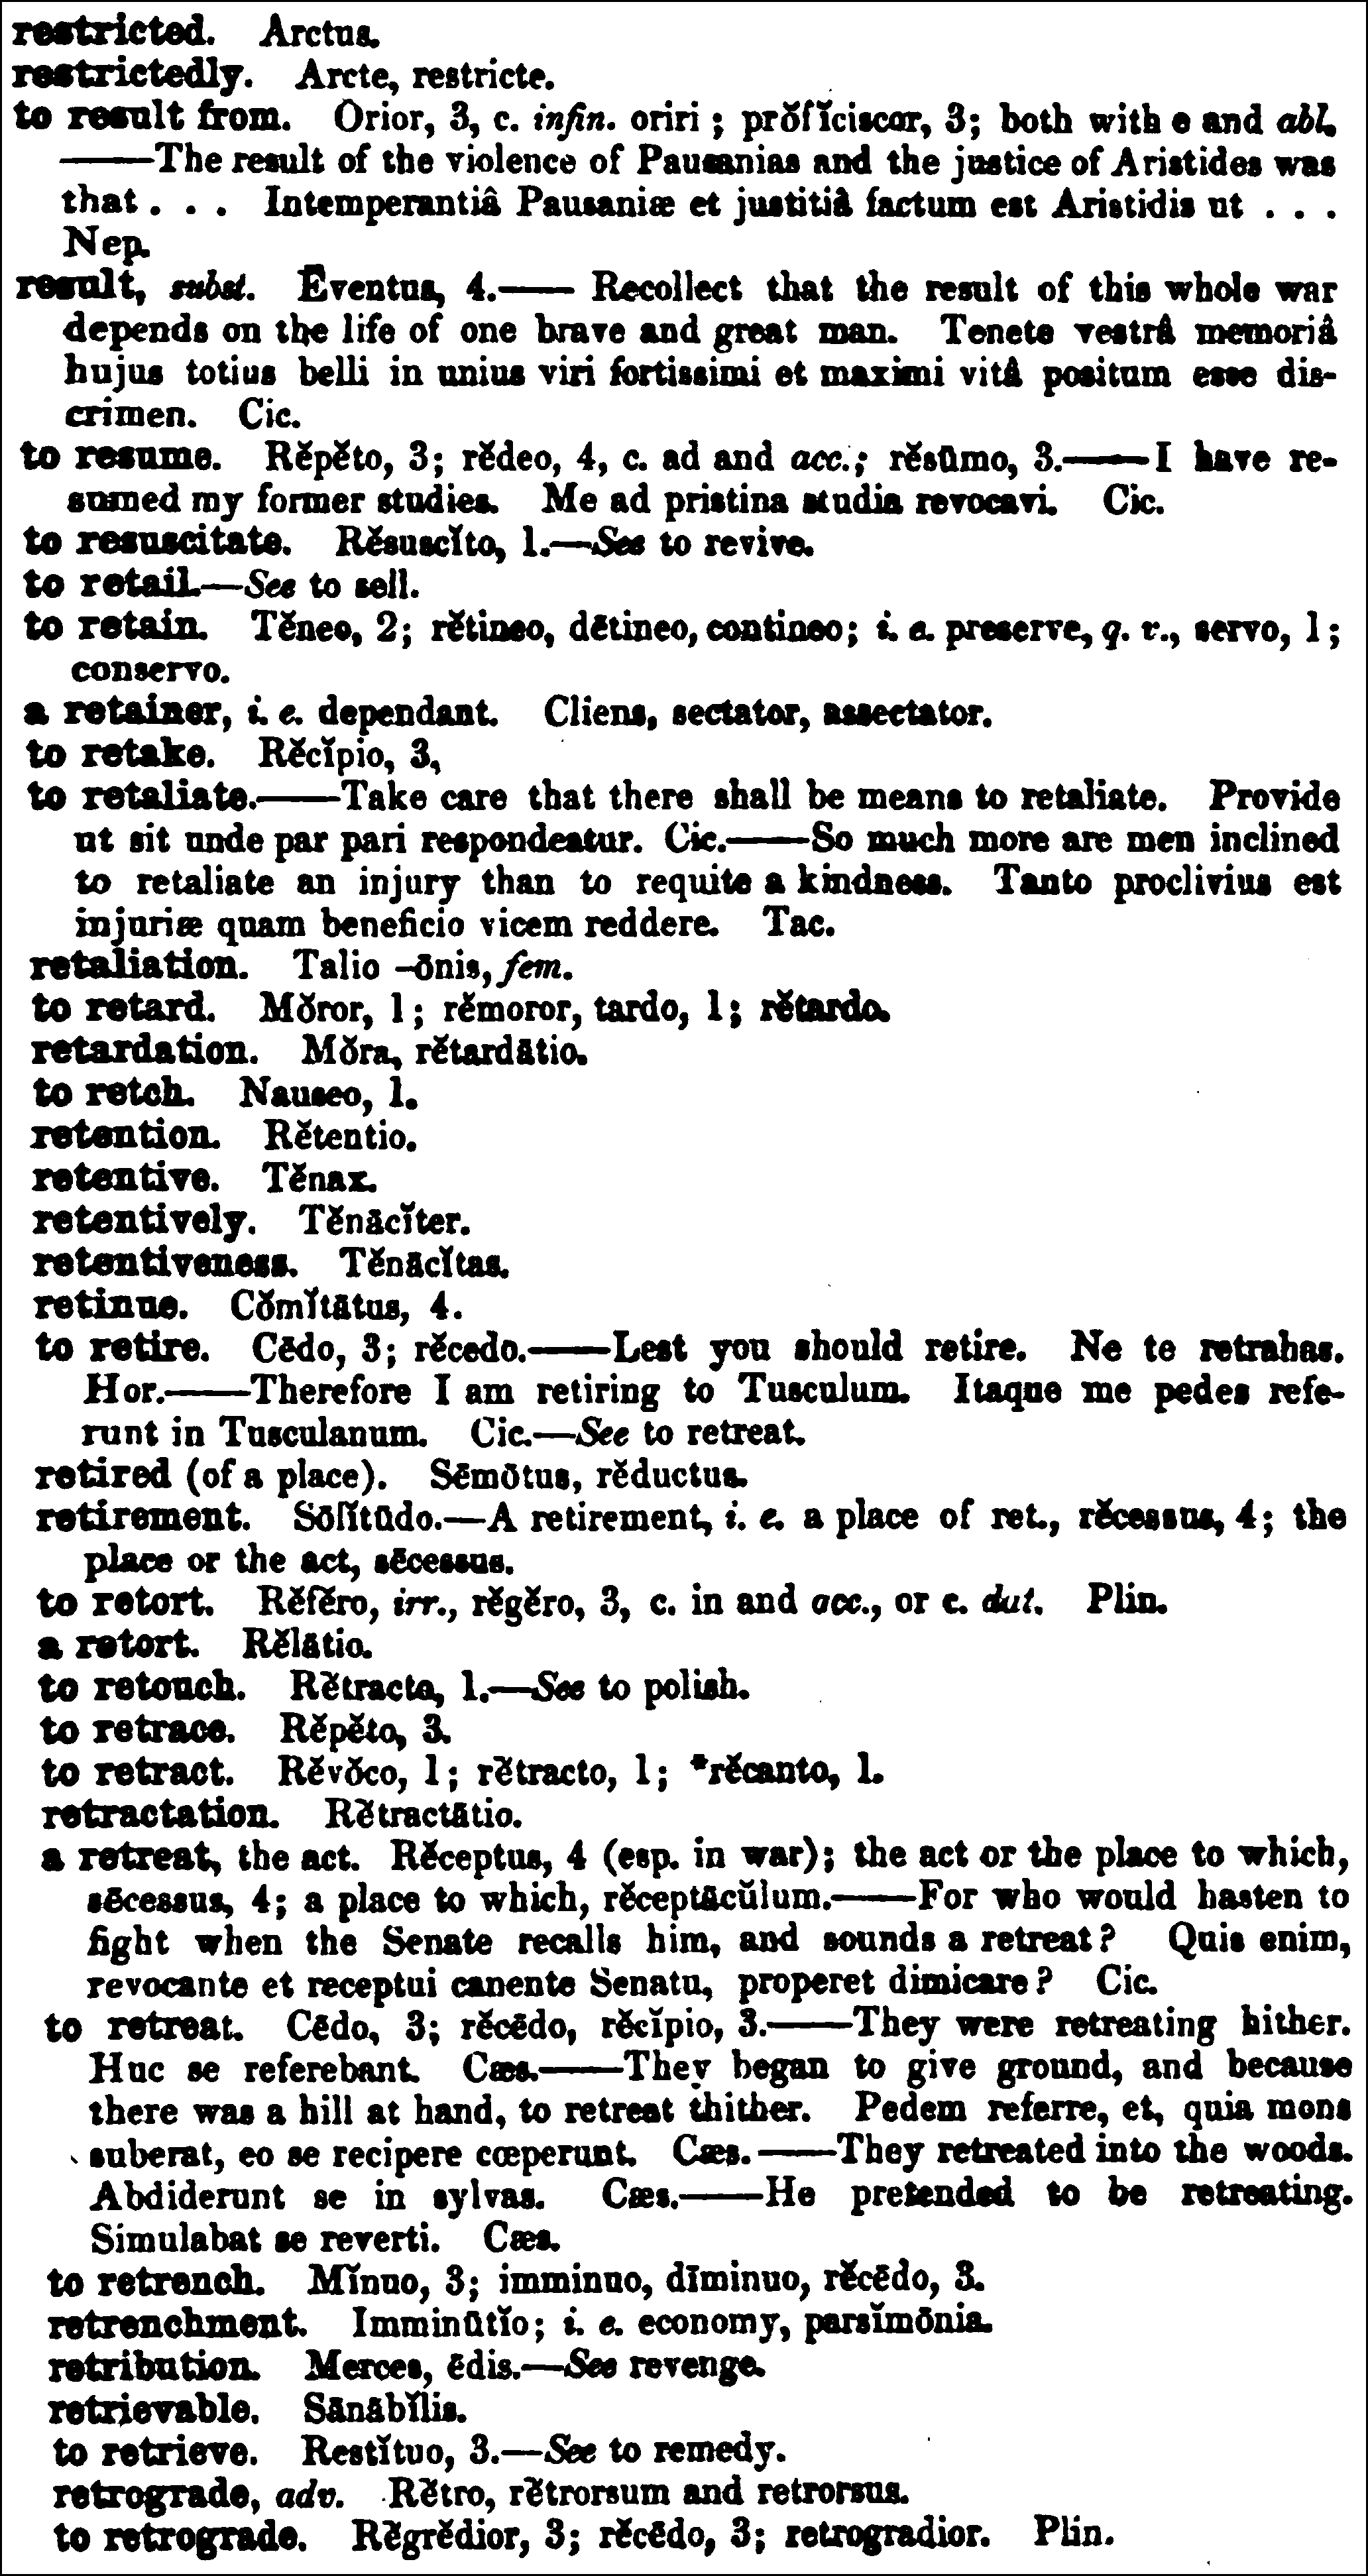 restricted. Arctus.
restrictedly. Arcte, restricte.
to result from. Orior, 3, c. infin. oriri; prŏfĭciscor, 3; both with e and abl.
——The result of the violence of Pausanias and the justice of Aristides was
that . . . Intemperantiâ Pausaniæ et justitiâ factum est Aristidis ut . . .
Nep.
result, subst. Eventus, 4.—— Recollect that the result of this whole war
depends on the life of one brave and great man. Tenete vestrâ memoriâ
hujus totius belli in unius viri fortissimi et maximi vitâ positum esse dis-
crimen. Cic.
to resume. Rĕpĕto, 3; rĕdeo, 4, c. ad and acc.; rĕsūmo, 3.——I have re-
sumed my former studies. Me ad pristina studia revocavi. Cic.
to resuscitate. Rĕsuscĭto, 1.—See to revive.
to retail.—See to sell.
to retain. Tĕneo, 2; rĕtineo, dētineo, contineo; i. e. preserve, q. v., servo, 1;
conservo.
a retainer, i. e. dependant. Cliens, sectator, assectator.
to retake. Rĕcĭpio, 3,
to retaliate.——Take care that there shall be means to retaliate. Provide
ut sit unde par pari respondeatur. Cic.——So much more are men inclined
to retaliate an injury than to requite a kindness. Tanto proclivius est
injuriæ quam beneficio vicem reddere. Tac.
retaliation. Talio –ōnis, fem.
to retard. Mŏror, 1; rĕmoror, tardo, 1; rĕtardo.
retardation. Mŏra, rĕtardātio.
to retch. Nauseo, 1.
retention. Rĕtentio.
retentive. Tĕnax.
retentively. Tĕnācĭter.
retentiveness. Tĕnācĭtas.
retinue. Cŏmĭtātus, 4.
to retire. Cēdo, 3; rĕcedo.——Lest you should retire. Ne te retrahas.
Hor.——Therefore I am retiring to Tusculum. Itaque me pedes refe-
runt in Tusculanum. Cic.—See to retreat.
retired (of a place). Sēmōtus, rĕductus.
retirement. Sōlĭtūdo.—A retirement, i. e. a place of ret., rĕcessus, 4; the
place or the act, sēcessus.
to retort. Rĕfĕro, irr., rĕgĕro, 3, c. in and acc., or c. dat. Plin.
a retort. Rĕlātio.
to retouch. Rĕtracto, 1.—See to polish.
to retrace. Rĕpĕto, 3.
to retract. Rĕvŏco, 1; rĕtracto, 1; *rĕcanto, 1.
retractation. Rĕtractātio.
a retreat, the act. Rĕceptus, 4 (esp. in war); the act or the place to which,
sēcessus, 4; a place to which, rĕceptācŭlum.——For who would hasten to
fight when the Senate recalls him, and sounds a retreat? Quis enim,
revocante et receptui canente Senatu, properet dimicare? Cic.
to retreat. Cēdo, 3; rĕcēdo, rĕcĭpio, 3.——They were retreating hither.
Huc se referebant. Cæs.——They began to give ground, and because
there was a hill at hand, to retreat thither. Pedem referre, et, quia mons
suberat, eo se recipere cœperunt. Cæs.——They retreated into the woods.
Abdiderunt se in sylvas. Cæs.——He pretended to be retreating.
Simulabat se reverti. Cæs.
to retrench. Mĭnuo, 3; imminuo, dīminuo, rĕcēdo, 3.
retrenchment. Imminūtĭo; i. e. economy, parsĭmōnia.
retribution. Merces, ēdis.—See revenge.
retrievable. Sānābĭlis.
to retrieve. Restĭtuo, 3.—See to remedy.
retrograde, adv. Rĕtro, rĕtrorsum and retrorsus.
to retrograde. Rĕgrĕdior, 3; rĕcēdo, 3; retrogradior. Plin.